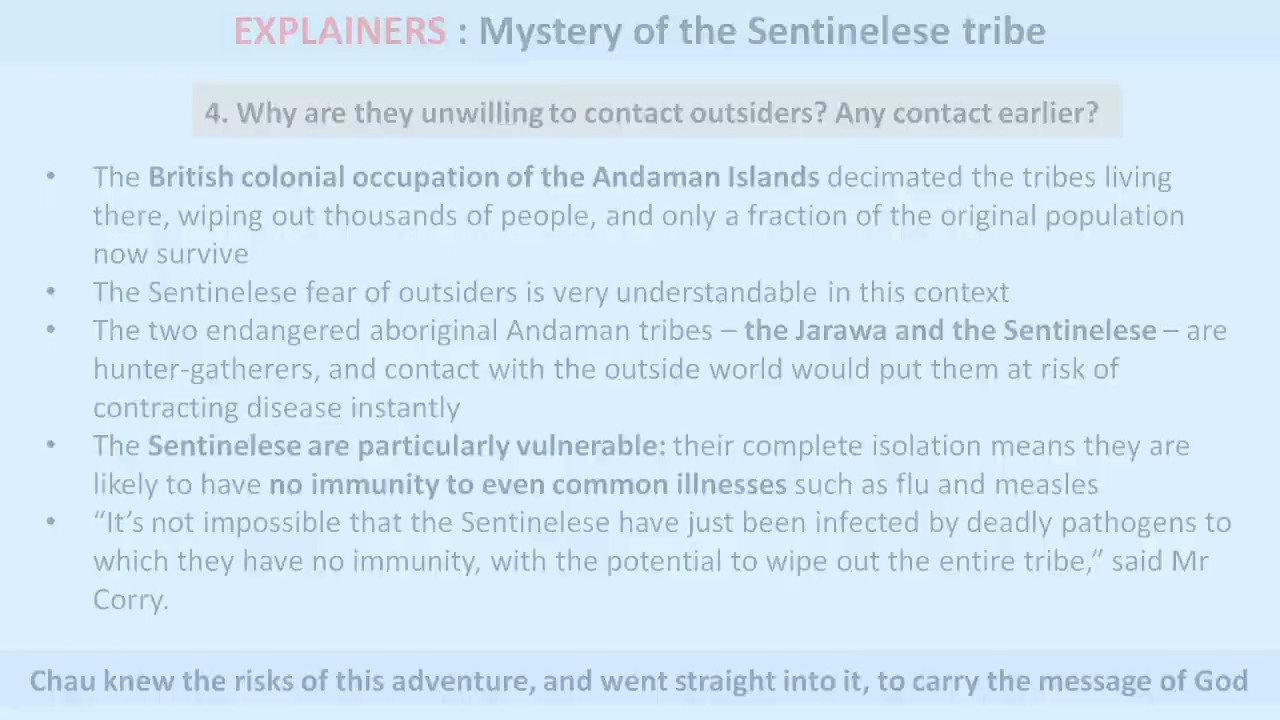 EXPLAINERS : Mystery of the Sentinelese tribe
4. Why are they unwilling to contact outsiders? Any contact earlier?
• The British colonial occupation of the Andaman Islands decimated the tribes living
there, wiping out thousands of people, and only a fraction of the original population
now survive
• The Sentinelese fear of outsiders is very understandable in this context
• The two endangered aboriginal Andaman tribes – the Jarawa and the Sentinelese – are
hunter-gatherers, and contact with the outside world would put them at risk of
contracting disease instantly
• The Sentinelese are particularly vulnerable: their complete isolation means they are
likely to have no immunity to even common illnesses such as flu and measles
• “It’s not impossible that the Sentinelese have just been infected by deadly pathogens to
which they have no immunity, with the potential to wipe out the entire tribe,” said Mr
Corry.
Chau knew the risks of this adventure, and went straight into it, to carry the message of God